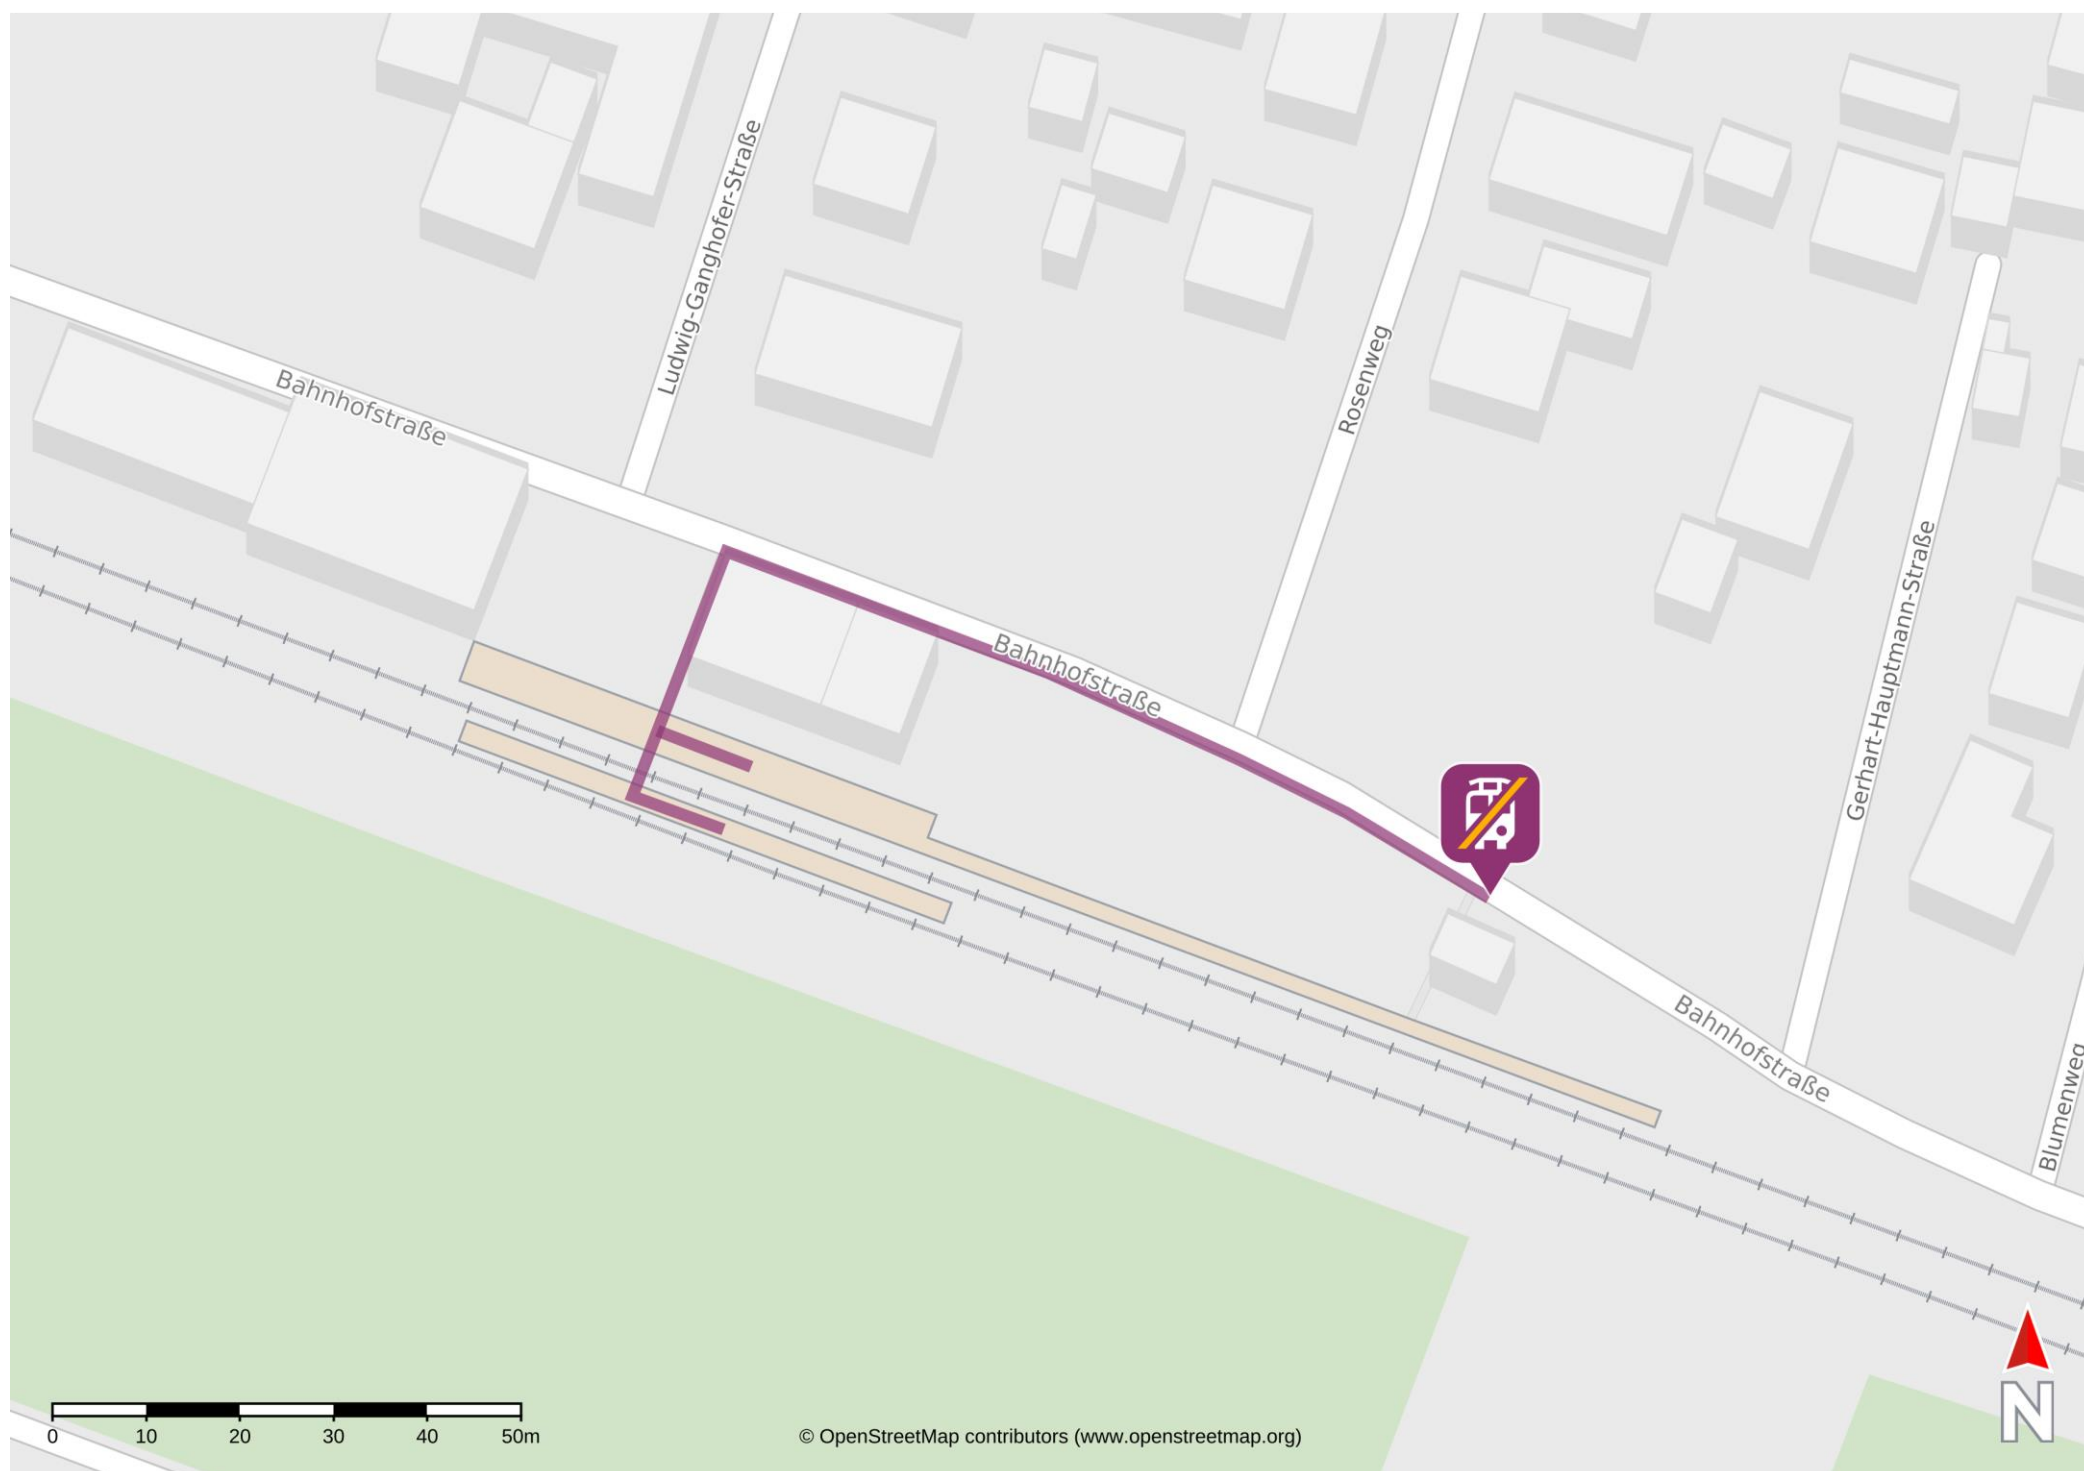 Ludwig-Ganghofer-Straße
Bahnhofstraße
Rosenweg
Bahnhofstraße
Gerhart-Hauptmann-Straße
Bahnhofstraße
Blumenweg
0 10 20 30 40 50m
© OpenStreetMap contributors (www.openstreetmap.org)
N